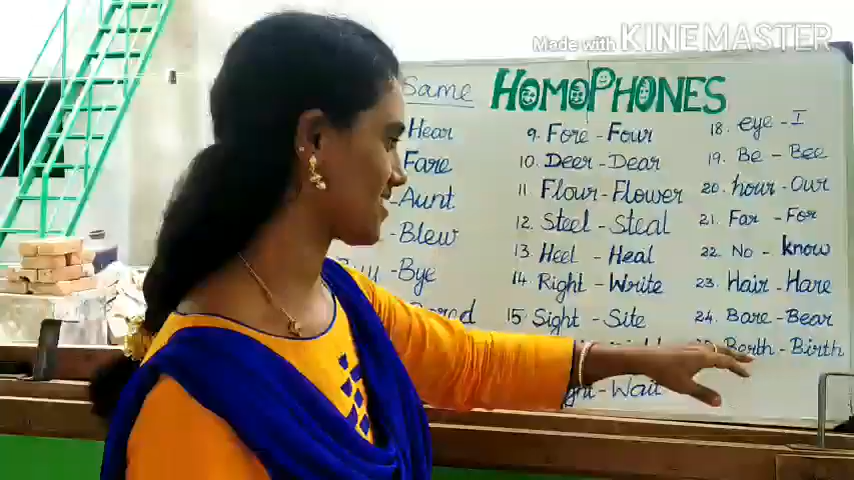 Made with KINEMASTER
Same HOMOPHONES
Hear
Fare
- Aunt
- Blew
- Bye
9. Fore - Four
10. Deer - Dear
11. Flour - Flower
12. Steel - Steal
13. Heel - Heal
14. Right - Write
15. Sight - Site
- Wait
18. eye - I
19. Be - Bee
20. hour - Our
21. Far - For
22. No - know
23. Hair - Hare
24. Bare - Bear
Berth - Birth